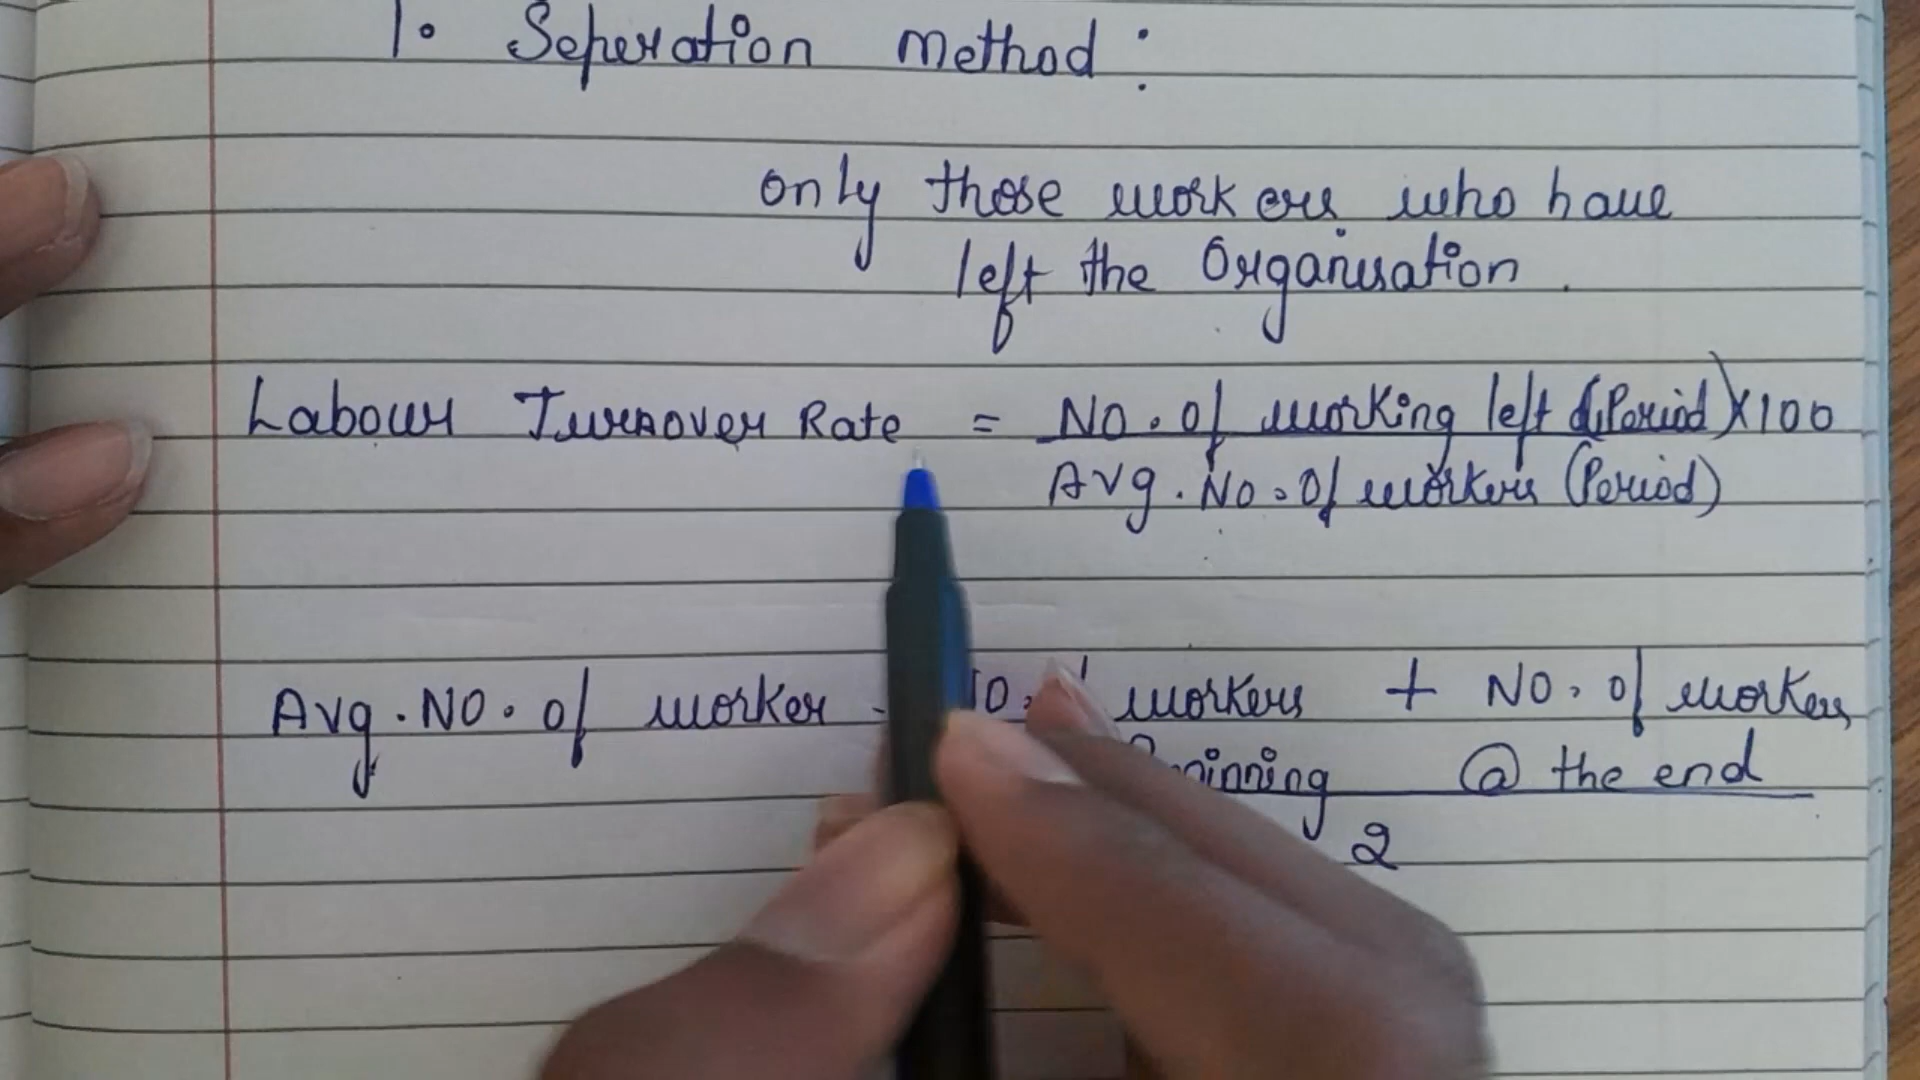 1. Seperation method :
only those workers who have
left the Organisation.
Labour Turnover Rate = No. of working left (Period) X100
Avg. No. of workers (Period)
Avg. No. of worker workers + No. of workers
@ the end
2